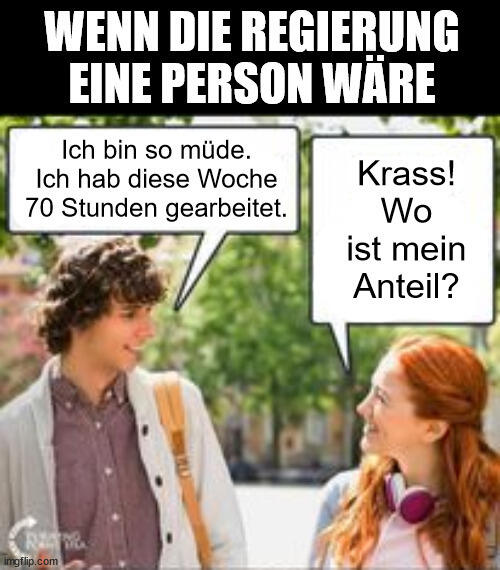 WENN DIE REGIERUNG
EINE PERSON WÄRE
Ich bin so müde.
Ich hab diese Woche
70 Stunden gearbeitet.
Krass!
Wo
ist mein
Anteil?
imgflip.com